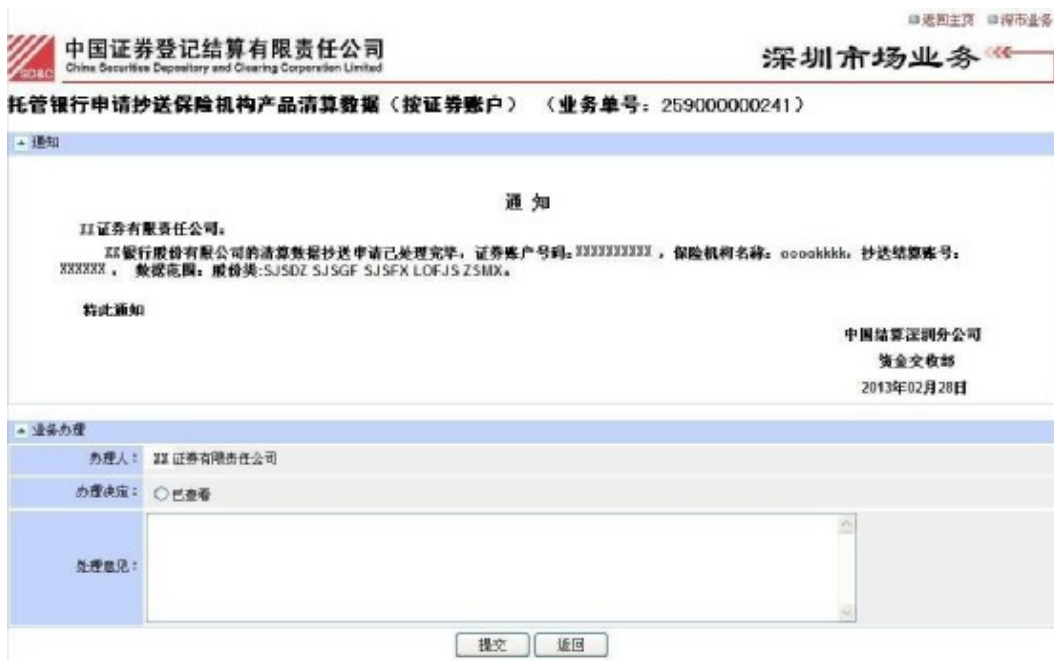 返回主页 深市业务
中国证券登记结算有限责任公司
China Securities Depository and Clearing Corporation Limited
SD&C
深圳市场业务
托管银行申请抄送保险机构产品清算数据（按证券账户） （业务单号：259000000241）
通知
通 知
XX证券有限责任公司：
XX银行股份有限公司的清算数据抄送申请已处理完毕，证券账户号码：XXXXXXXXXX ，保险机构名称：ooookkkk，抄送结算账号：
XXXXXX 。 数据范围：股份类:SJSDZ SJSGF SJSFX LOFJS ZSMX。
特此通知
中国结算深圳分公司
资金交收部
2013年02月28日
业务办理
办理人： XX 证券有限责任公司
办理决定： 已查看
处理意见：
提交 返回